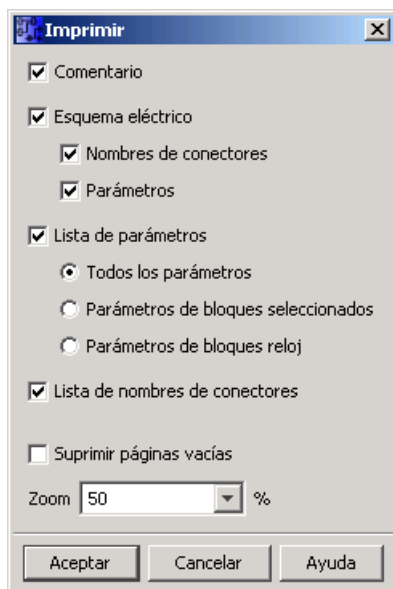 Imprimir
Comentario
Esquema eléctrico
Nombres de conectores
Parámetros
Lista de parámetros
Todos los parámetros
Parámetros de bloques seleccionados
Parámetros de bloques reloj
Lista de nombres de conectores
Suprimir páginas vacías
Zoom 50 %
Aceptar Cancelar Ayuda